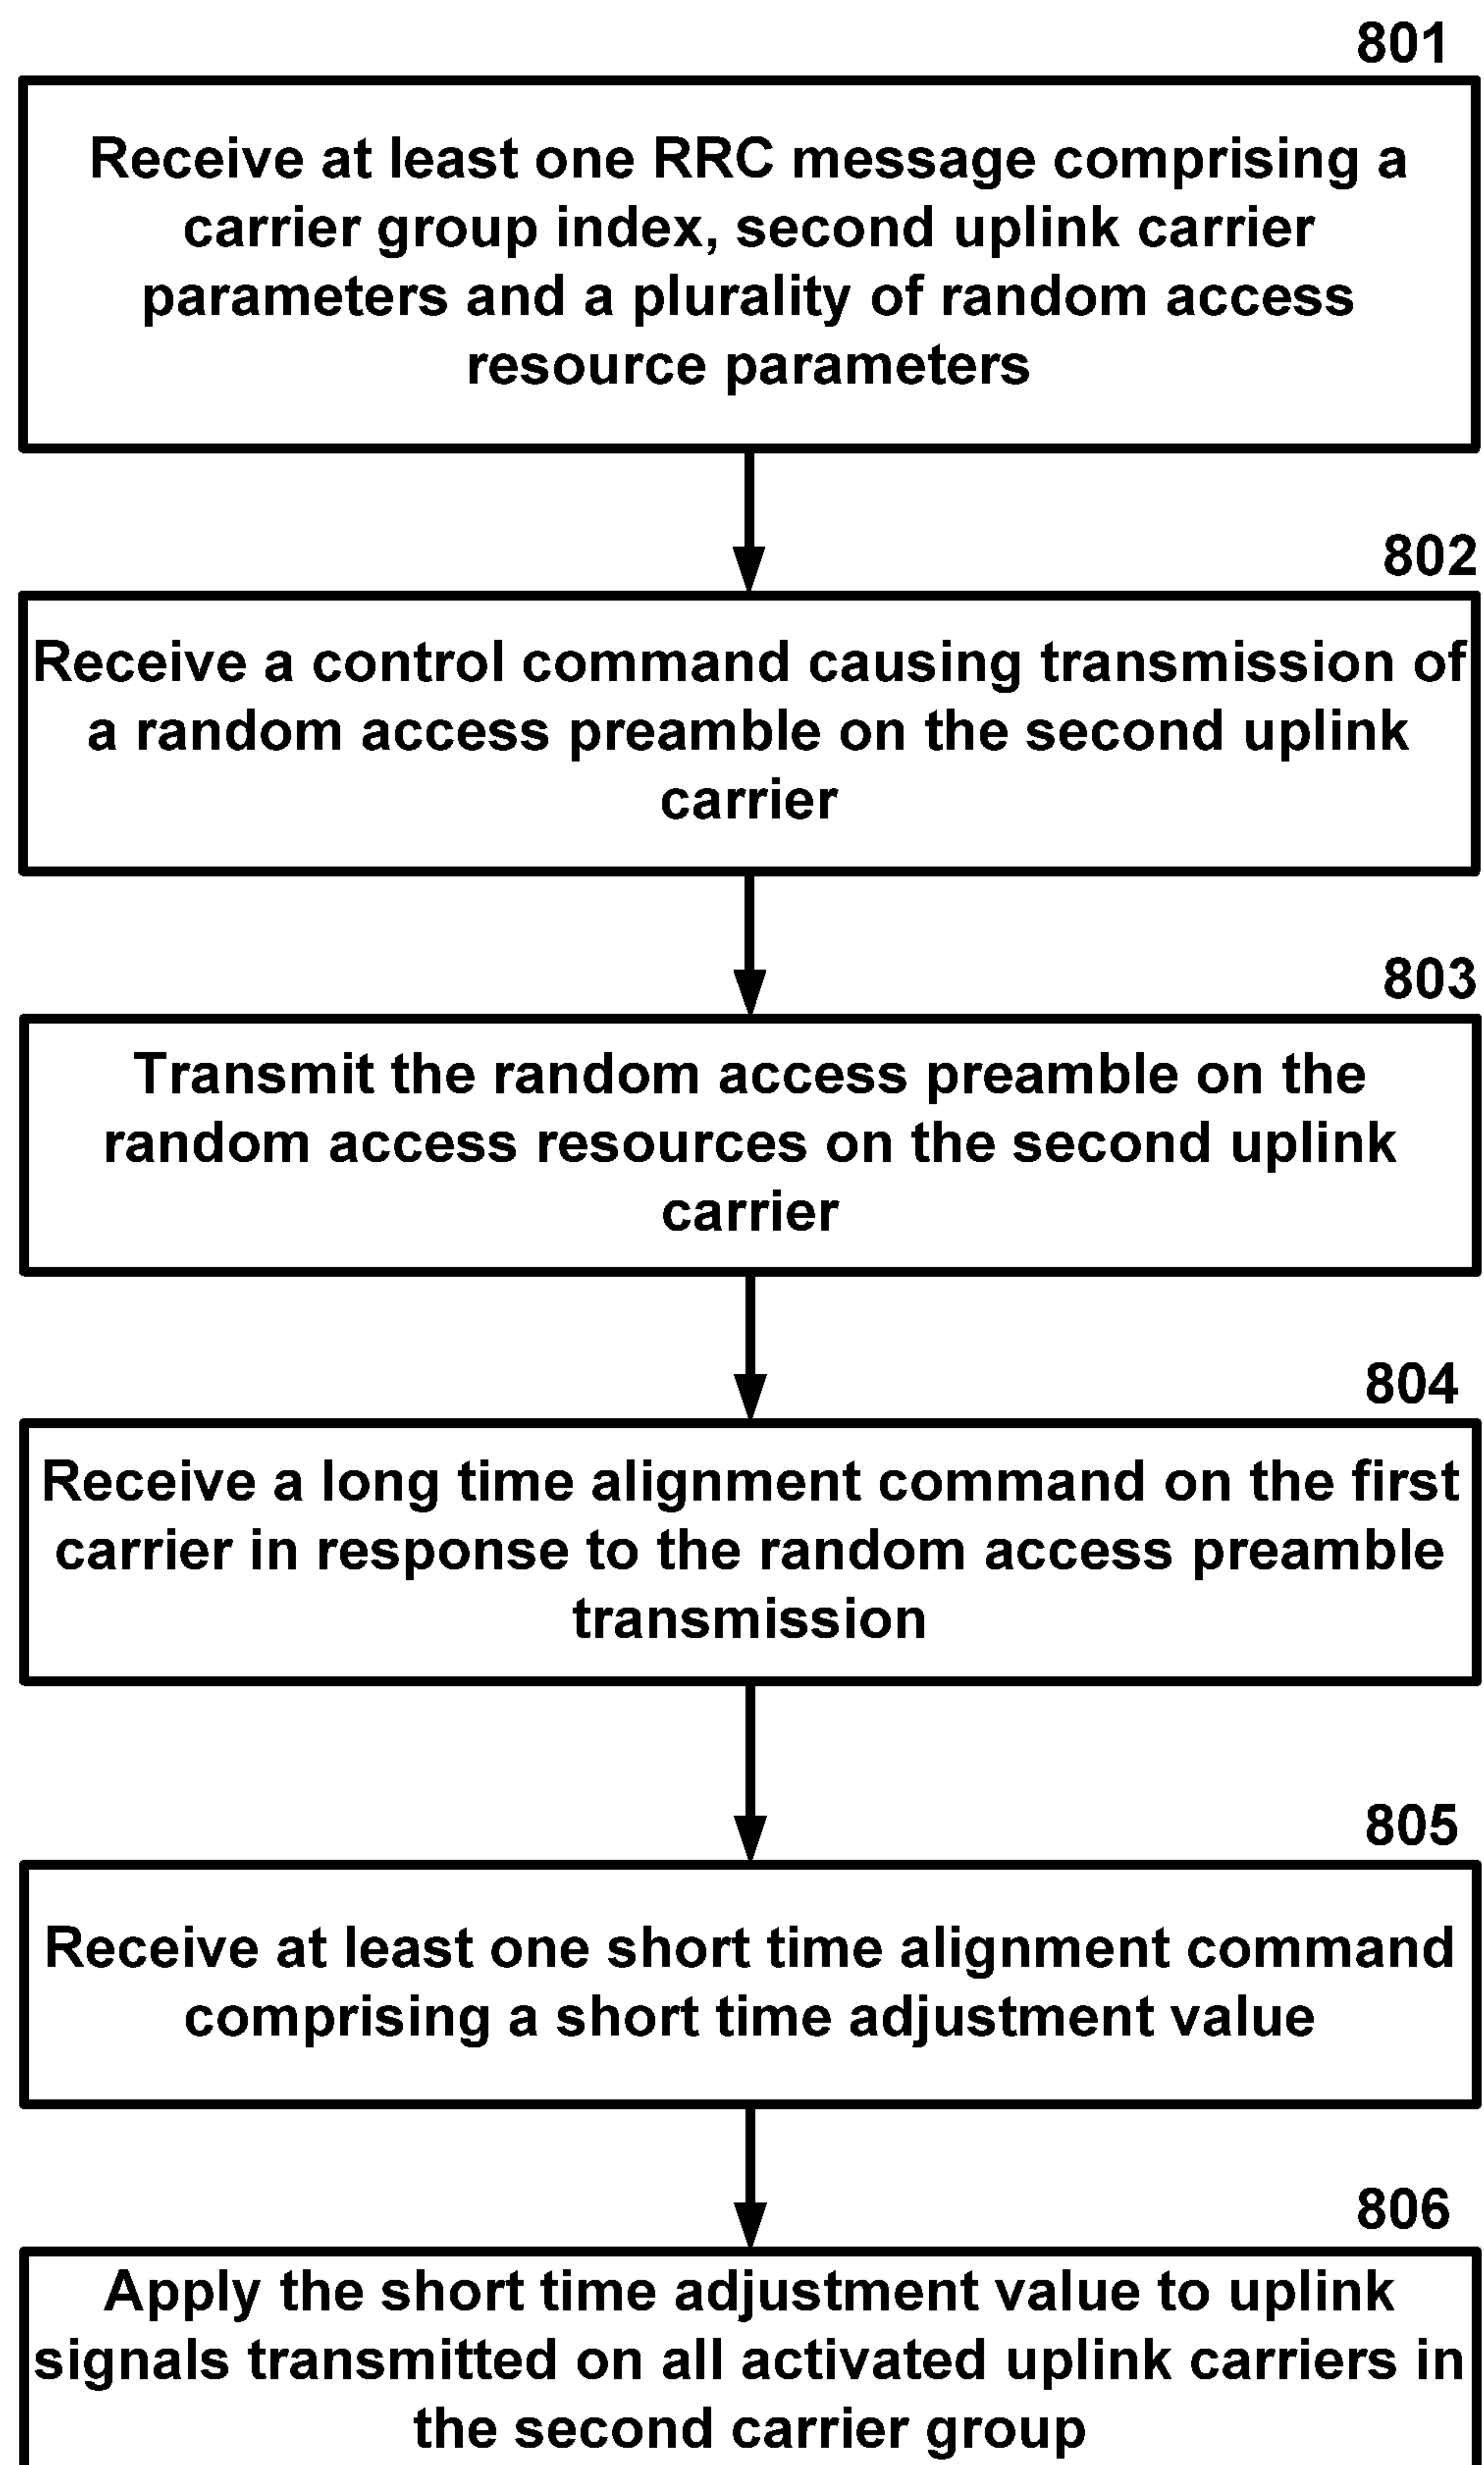 801
Receive at least one RRC message comprising a
carrier group index, second uplink carrier
parameters and a plurality of random access
resource parameters
802
Receive a control command causing transmission of
a random access preamble on the second uplink
carrier
803
Transmit the random access preamble on the
random access resources on the second uplink
carrier
804
Receive a long time alignment command on the first
carrier in response to the random access preamble
transmission
805
Receive at least one short time alignment command
comprising a short time adjustment value
806
Apply the short time adjustment value to uplink
signals transmitted on all activated uplink carriers in
the second carrier group